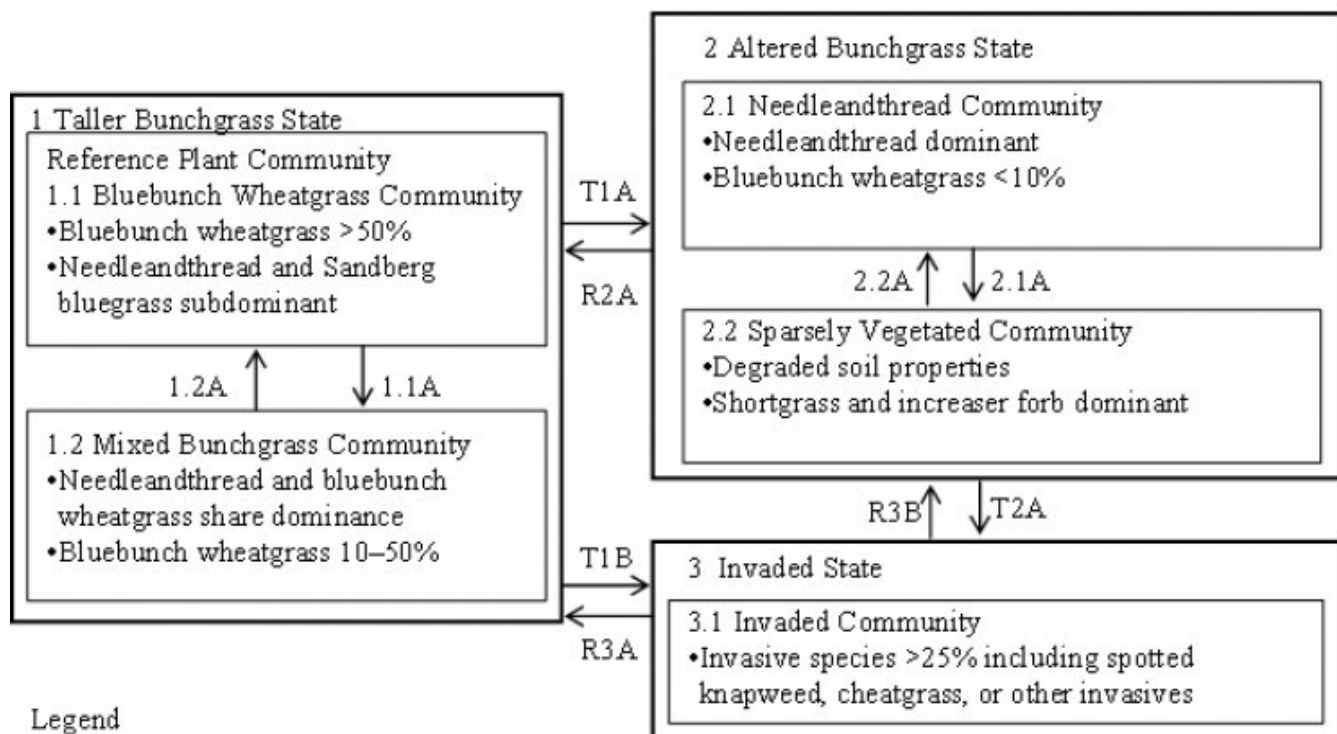 1 Taller Bunchgrass State
Reference Plant Community
1.1 Bluebunch Wheatgrass Community
•Bluebunch wheatgrass >50%
•Needleandthread and Sandberg
bluegrass subdominant
1.2A
1.1A
1.2 Mixed Bunchgrass Community
•Needleandthread and bluebunch
wheatgrass share dominance
•Bluebunch wheatgrass 10–50%
T1A
R2A
T1B
R3A
2 Altered Bunchgrass State
2.1 Needleandthread Community
•Needleandthread dominant
•Bluebunch wheatgrass <10%
2.2A
2.1A
2.2 Sparsely Vegetated Community
•Degraded soil properties
•Shortgrass and increaser forb dominant
R3B
T2A
3 Invaded State
3.1 Invaded Community
•Invasive species >25% including spotted
knapweed, cheatgrass, or other invasives
Legend